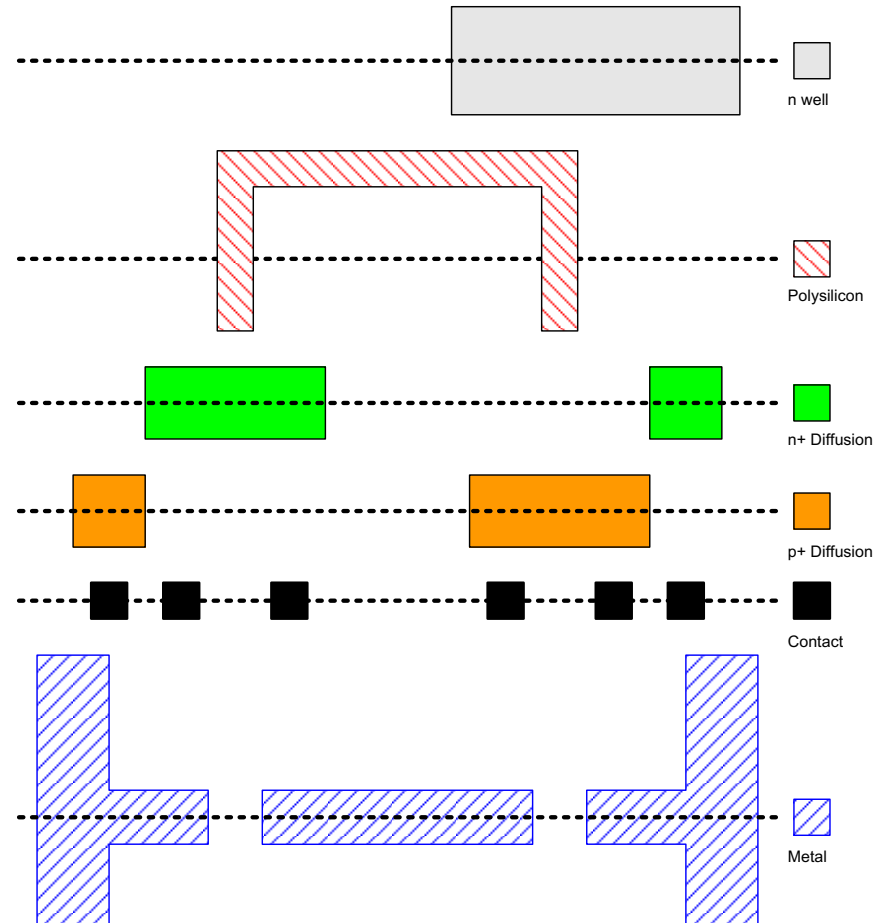 n well
Polysilicon
n+ Diffusion
p+ Diffusion
Contact
Metal